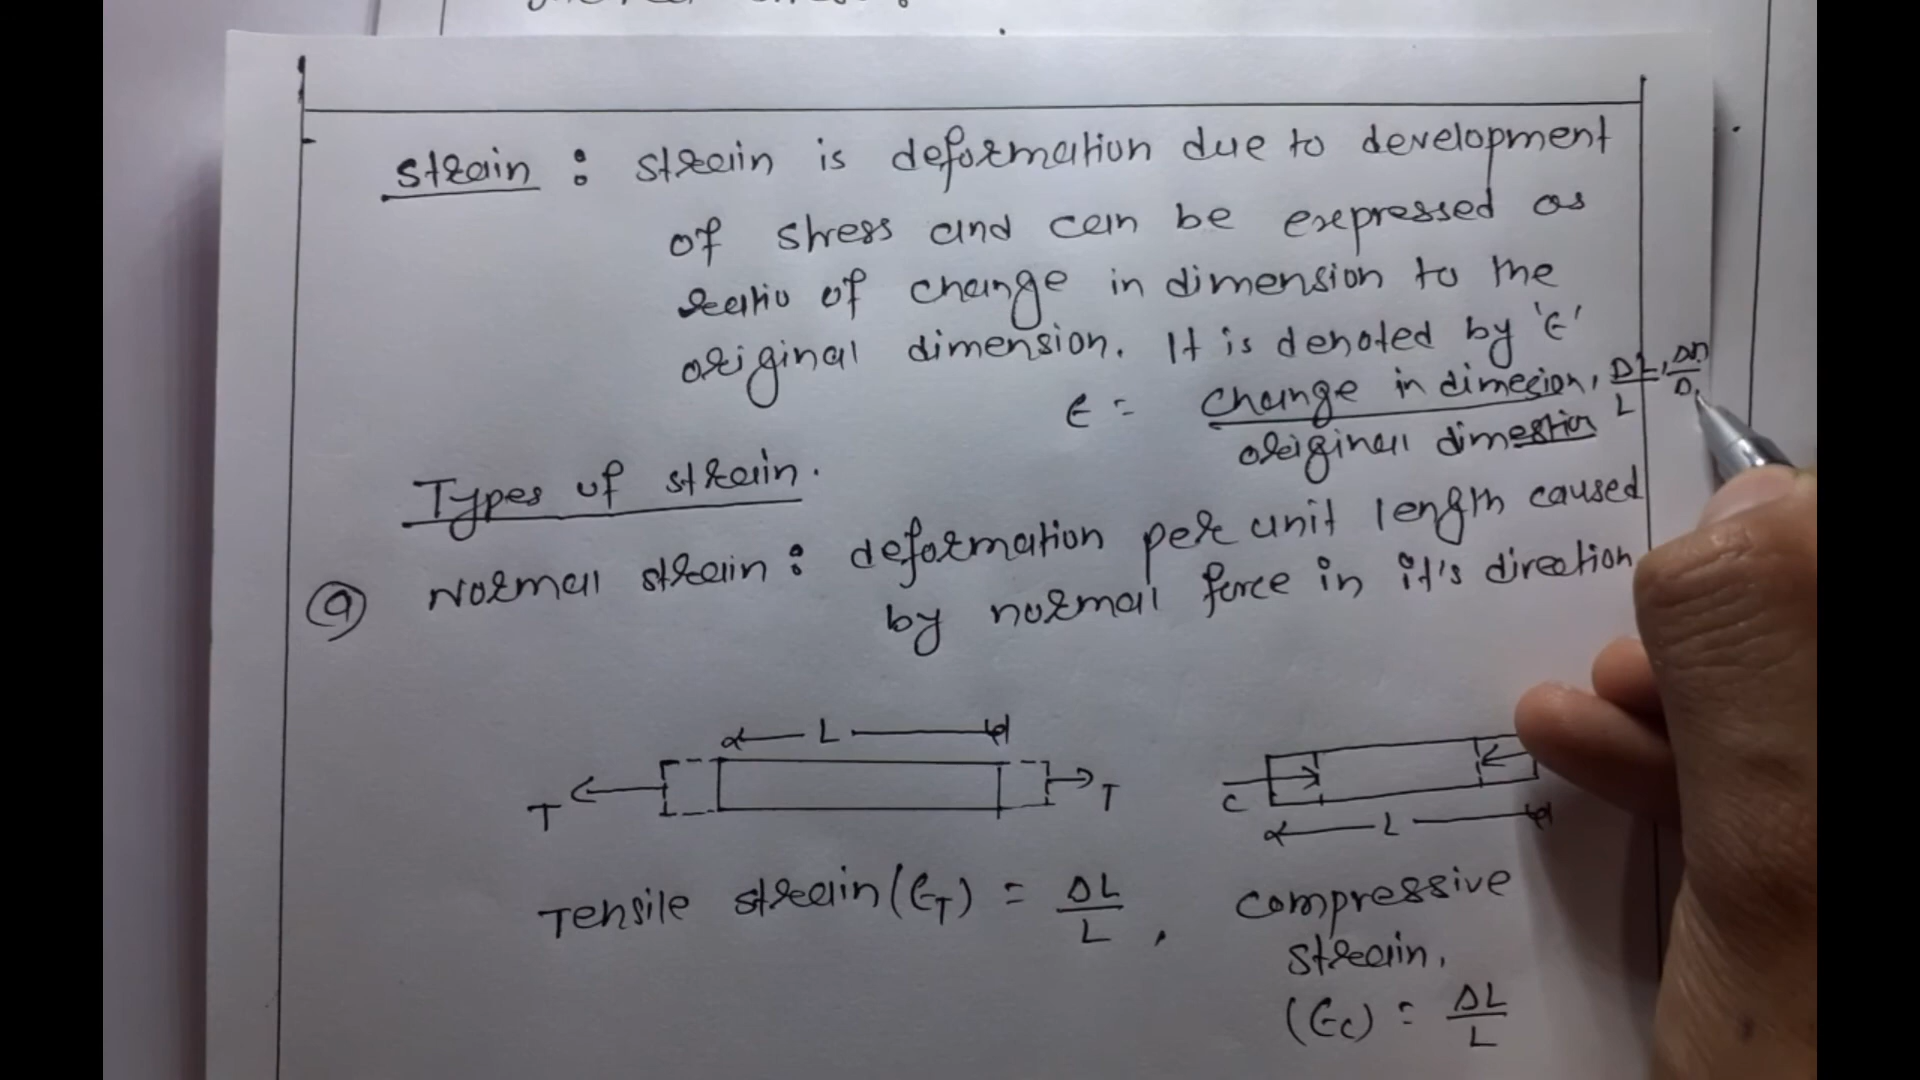 Strain : strain is deformation due to development
of stress and can be expressed as
ratio of change in dimension to the
original dimension. It is denoted by 'ϵ'
ϵ = change in dimesion, ΔL/L, ΔD/D
original dimestion
Types of strain.
(a) Normal strain : deformation per unit length caused
by normal force in it's direction
L
T T
C
L
Tensile strain (ϵT) = ΔL/L , compressive
strain,
(ϵc) = ΔL/L